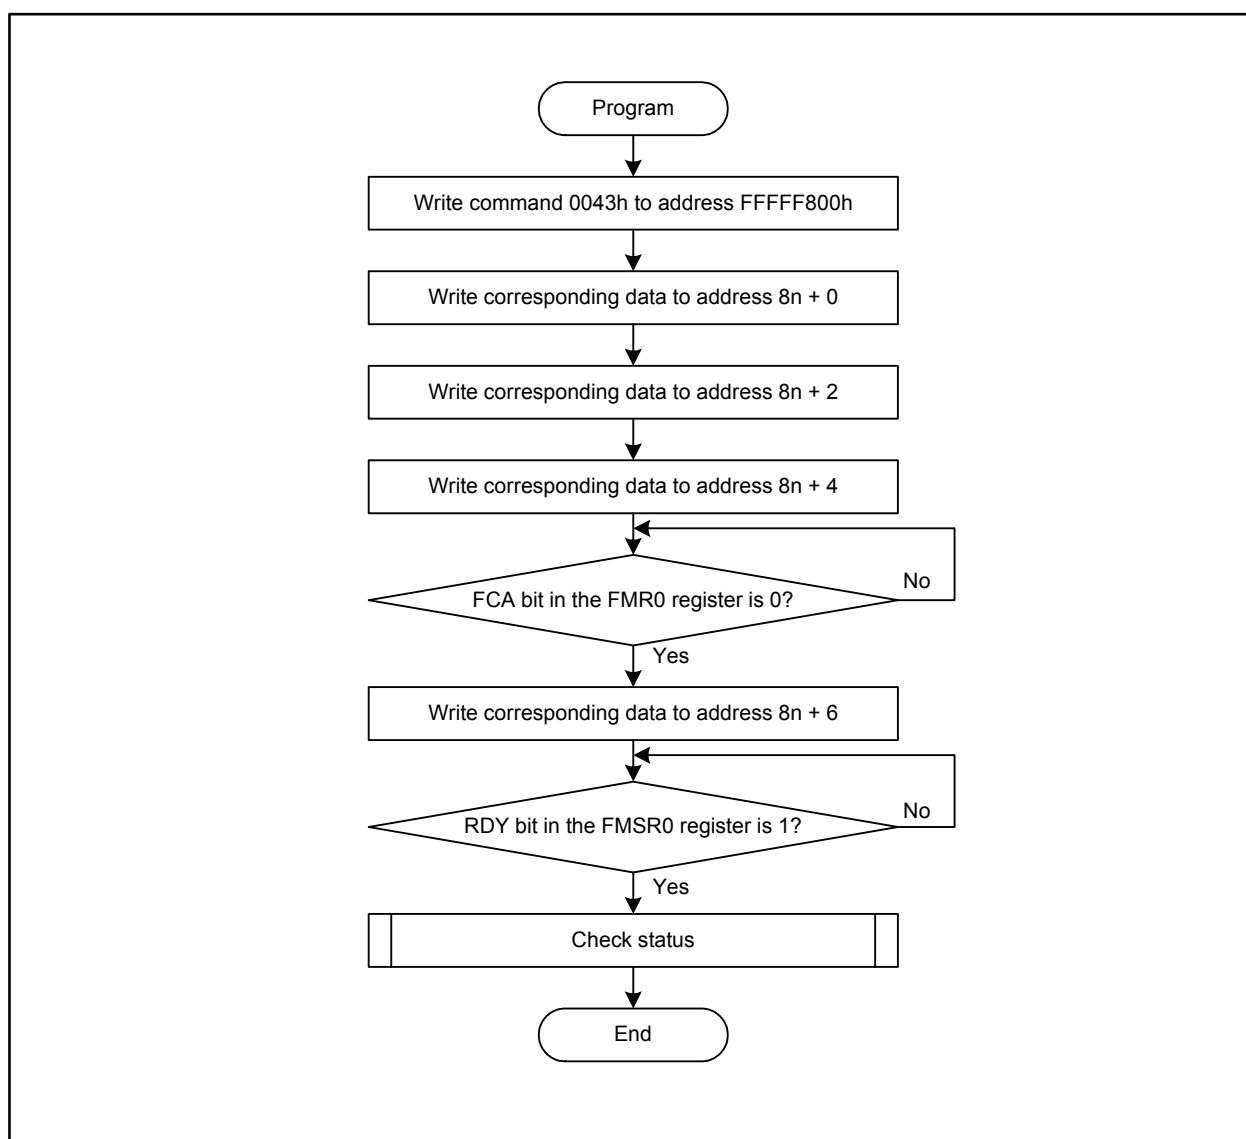 Program
Write command 0043h to address FFFFF800h
Write corresponding data to address 8n + 0
Write corresponding data to address 8n + 2
Write corresponding data to address 8n + 4
FCA bit in the FMR0 register is 0?
No
Yes
Write corresponding data to address 8n + 6
RDY bit in the FMSR0 register is 1?
No
Yes
Check status
End